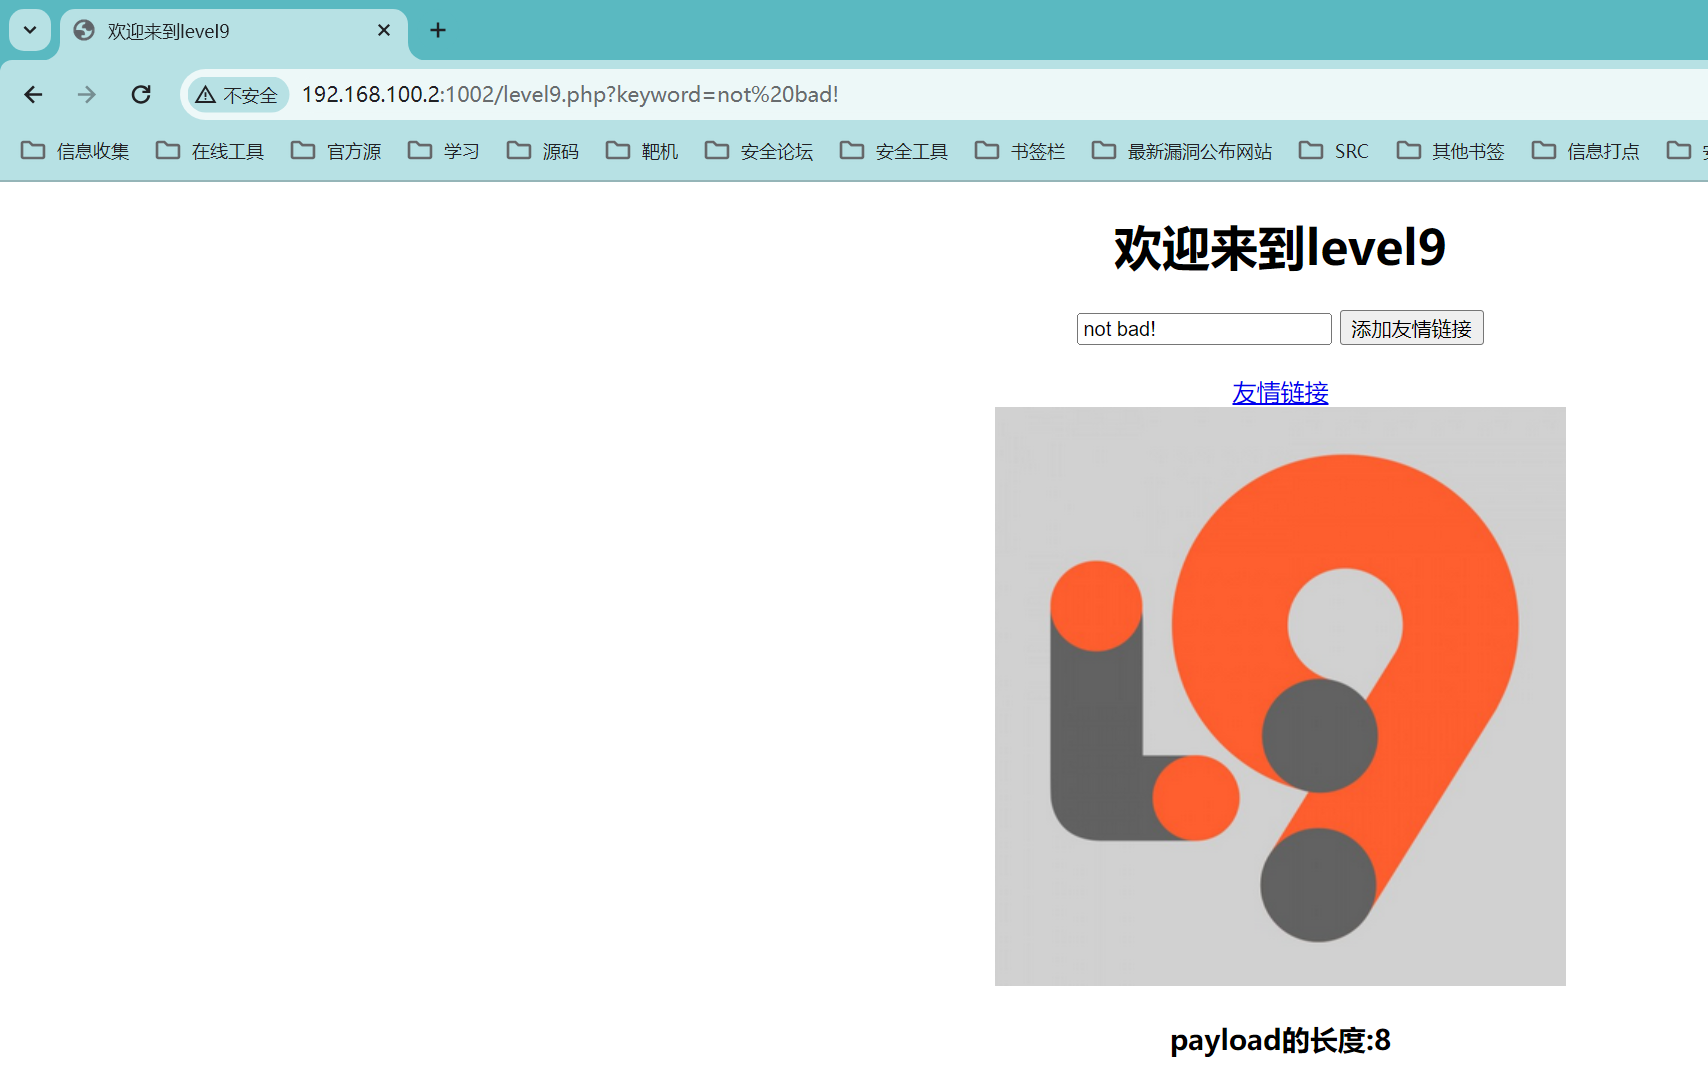 欢迎来到level9
不安全 192.168.100.2:1002/level9.php?keyword=not%20bad!
信息收集 在线工具 官方源 学习 源码 靶机 安全论坛 安全工具 书签栏 最新漏洞公布网站 SRC 其他书签 信息打点
欢迎来到level9
not bad! 添加友情链接
友情链接
payload的长度:8